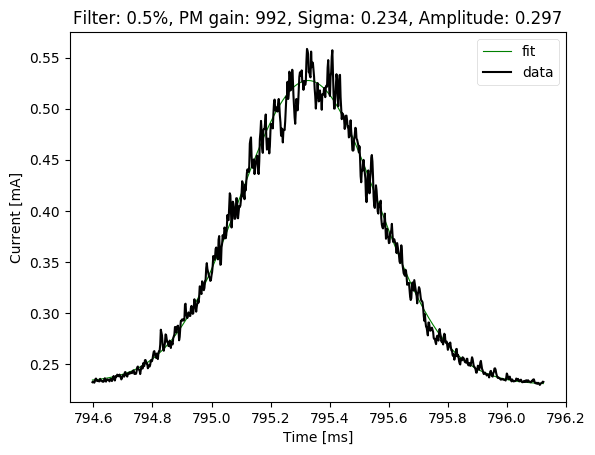 Filter: 0.5%, PM gain: 992, Sigma: 0.234, Amplitude: 0.297
fit
data
0.55
0.50
0.45
0.40
0.35
0.30
0.25
Current [mA]
794.6 794.8 795.0 795.2 795.4 795.6 795.8 796.0 796.2
Time [ms]